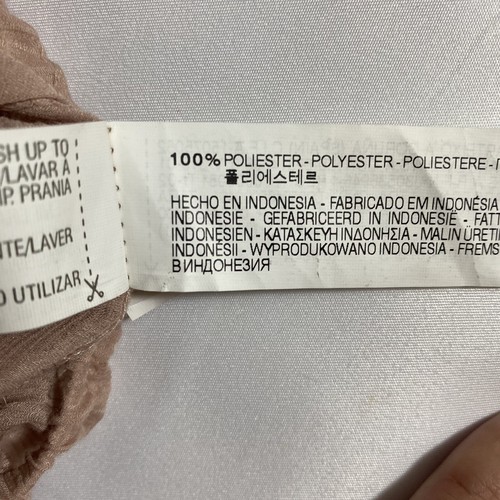 SH UP TO
/LAVAR A
MP. PRANIA
NTE/LAVER
O UTILIZAR
100% POLIESTER - POLYESTER - POLIESTERE -
폴리에스테르
HECHO EN INDONESIA - FABRICADO EM INDONÉSIA
INDONESIE - GEFABRICEERD IN INDONESIË - FATT
INDONESIEN - ΚΑΤΑΣΚΕΥΗ ΙΝΔΟΝΗΣΙΑ - MALIN ÜRETİ
INDONÉSII - WYPRODUKOWANO INDONESIA - FREMS
В ИНДОНЕЗИЯ